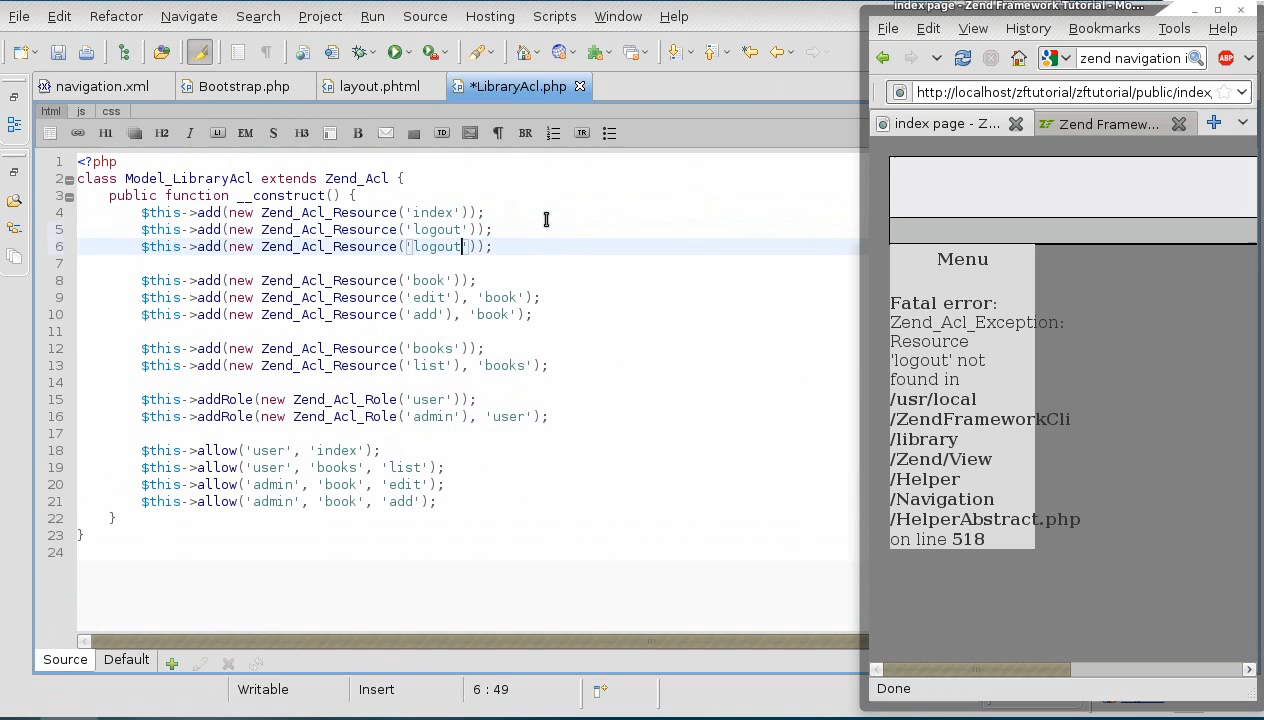 File Edit Refactor Navigate Search Project Run Source Hosting Scripts Window Help
navigation.xml Bootstrap.php layout.phtml *LibraryAcl.php
html js css
H1 H2 I LI EM S H3 B TD BR TR
1 <?php
2 class Model_LibraryAcl extends Zend_Acl {
3 public function __construct() {
4 $this->add(new Zend_Acl_Resource('index'));
5 $this->add(new Zend_Acl_Resource('logout'));
6 $this->add(new Zend_Acl_Resource('logout'));
7
8 $this->add(new Zend_Acl_Resource('book'));
9 $this->add(new Zend_Acl_Resource('edit'), 'book');
10 $this->add(new Zend_Acl_Resource('add'), 'book');
11
12 $this->add(new Zend_Acl_Resource('books'));
13 $this->add(new Zend_Acl_Resource('list'), 'books');
14
15 $this->addRole(new Zend_Acl_Role('user'));
16 $this->addRole(new Zend_Acl_Role('admin'), 'user');
17
18 $this->allow('user', 'index');
19 $this->allow('user', 'books', 'list');
20 $this->allow('admin', 'book', 'edit');
21 $this->allow('admin', 'book', 'add');
22 }
23 }
24
Source Default
Writable Insert 6 : 49
index page - Zend Framework Tutorial - Mo...
File Edit View History Bookmarks Tools Help
zend navigation i ABP
http://localhost/zftutorial/zftutorial/public/index
index page - Z... Zend Framew...
Menu
Fatal error:
Zend_Acl_Exception:
Resource
'logout' not
found in
/usr/local
/ZendFrameworkCli
/library
/Zend/View
/Helper
/Navigation
/HelperAbstract.php
on line 518
Done